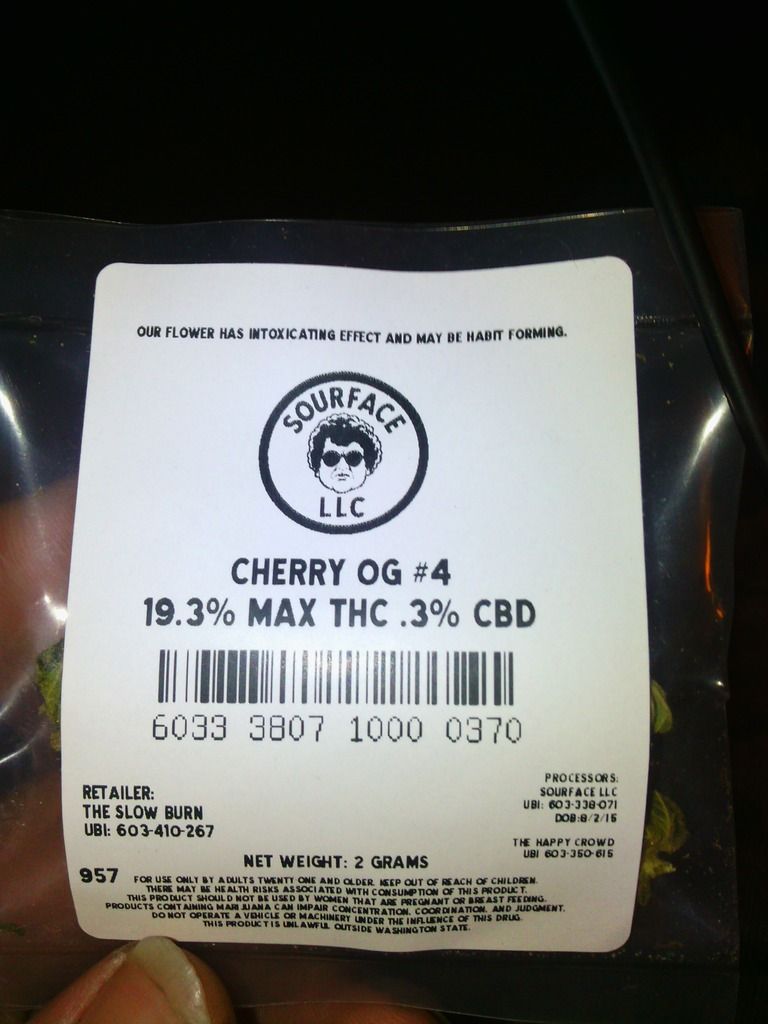 OUR FLOWER HAS INTOXICATING EFFECT AND MAY BE HABIT FORMING.
SOURFACE
LLC
CHERRY OG #4
19.3% MAX THC .3% CBD
6033 3807 1000 0370
RETAILER:
THE SLOW BURN
UBI: 603-410-267
PROCESSORS:
SOURFACE LLC
UBI: 603-338-071
DOB:8/2/15
THE HAPPY CROWD
UBI 603-350-615
NET WEIGHT: 2 GRAMS
957
FOR USE ONLY BY ADULTS TWENTY-ONE AND OLDER. KEEP OUT OF REACH OF CHILDREN.
THERE MAY BE HEALTH RISKS ASSOCIATED WITH CONSUMPTION OF THIS PRODUCT.
THIS PRODUCT SHOULD NOT BE USED BY WOMEN THAT ARE PREGNANT OR BREAST FEEDING.
PRODUCTS CONTAINING MARIJUANA CAN IMPAIR CONCENTRATION, COORDINATION, AND JUDGMENT.
DO NOT OPERATE A VEHICLE OR MACHINERY UNDER THE INFLUENCE OF THIS DRUG.
THIS PRODUCT IS UNLAWFUL OUTSIDE WASHINGTON STATE.